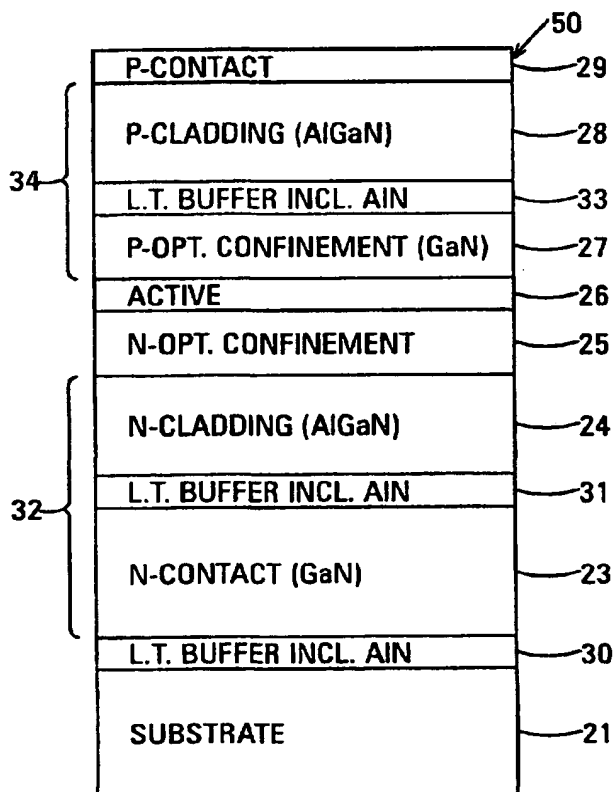 50
P-CONTACT 29
P-CLADDING (AlGaN) 28
34
L.T. BUFFER INCL. AlN 33
P-OPT. CONFINEMENT (GaN) 27
ACTIVE 26
N-OPT. CONFINEMENT 25
N-CLADDING (AlGaN) 24
L.T. BUFFER INCL. AlN 31
32
N-CONTACT (GaN) 23
L.T. BUFFER INCL. AlN 30
SUBSTRATE 21